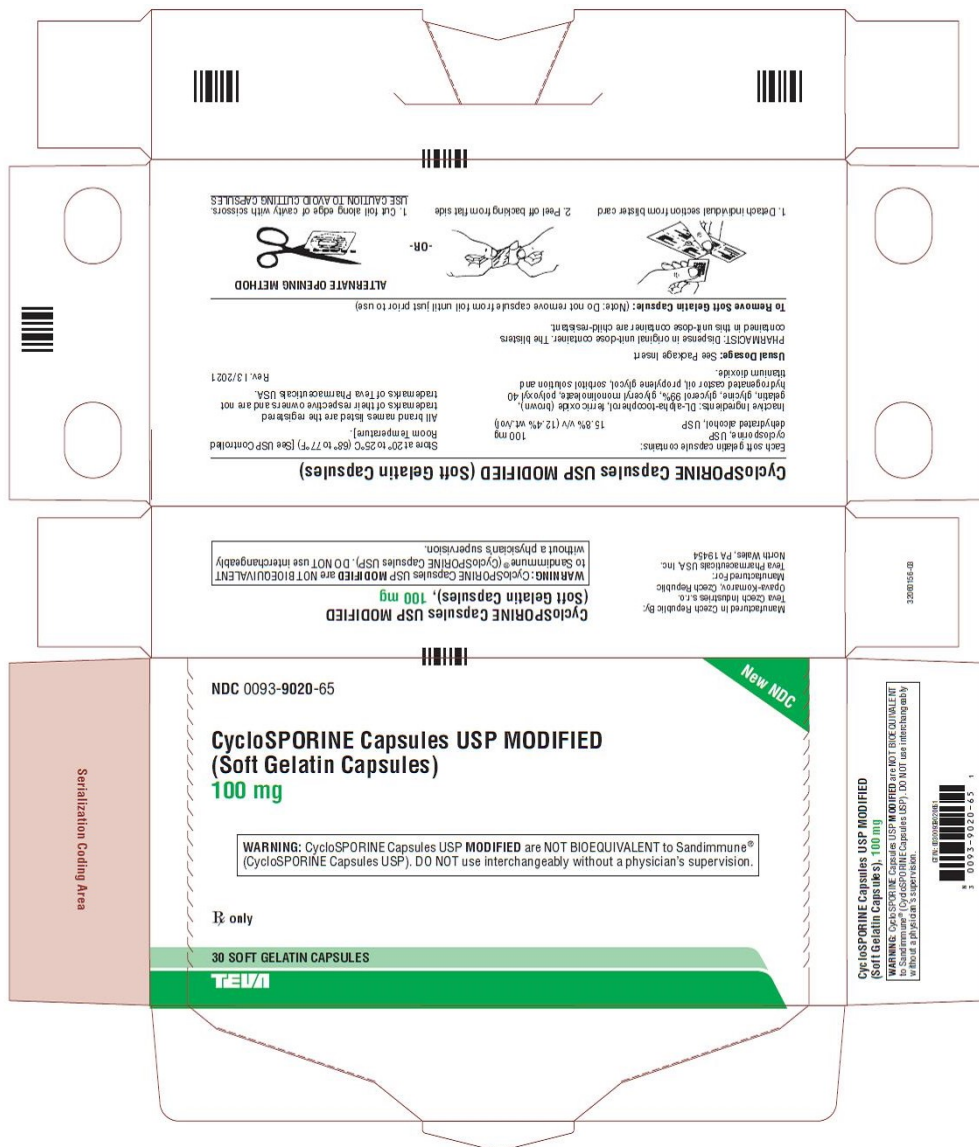 1. Detach individual section from blister card
2. Peel off backing from flat side
1. Cut foil along edge of cavity with scissors.
USE CAUTION TO AVOID CUTTING CAPSULES
-OR-
ALTERNATE OPENING METHOD
To Remove Soft Gelatin Capsule: (Note: Do not remove capsule from foil until just prior to use)
PHARMACIST: Dispense in original unit-dose container. The blisters
contained in this unit-dose container are child-resistant.
Usual Dosage: See Package Insert
Inactive Ingredients: DL-alpha-tocopherol, ferric oxide (brown),
gelatin, glycine, glycerol 99%, glyceryl monolinoleate, polyoxyl 40
hydrogenated castor oil, propylene glycol, sorbitol solution and
titanium dioxide.
Each soft gelatin capsule contains:
cyclosporine, USP 100 mg
dehydrated alcohol, USP 15.8% v/v (12.4% wt./vol)
Store at 20° to 25°C (68° to 77°F) [See USP Controlled
Room Temperature].
All brand names listed are the registered
trademarks of their respective owners and are not
trademarks of Teva Pharmaceuticals USA.
Rev. I 3/2021
CycloSPORINE Capsules USP MODIFIED (Soft Gelatin Capsules)
CycloSPORINE Capsules USP MODIFIED
(Soft Gelatin Capsules), 100 mg
WARNING: CycloSPORINE Capsules USP MODIFIED are NOT BIOEQUIVALENT
to Sandimmune® (CycloSPORINE Capsules USP). DO NOT use interchangeably
without a physician's supervision.
Manufactured in Czech Republic By:
Teva Czech Industries s.r.o.
Opava-Komarov, Czech Republic
Manufactured For:
Teva Pharmaceuticals USA, Inc.
North Wales, PA 19454
NDC 0093-9020-65
New NDC
CycloSPORINE Capsules USP MODIFIED
(Soft Gelatin Capsules)
100 mg
WARNING: CycloSPORINE Capsules USP MODIFIED are NOT BIOEQUIVALENT to Sandimmune®
(CycloSPORINE Capsules USP). DO NOT use interchangeably without a physician's supervision.
℞ only
30 SOFT GELATIN CAPSULES
TEVA
Serialization Coding Area
CycloSPORINE Capsules USP MODIFIED
(Soft Gelatin Capsules), 100 mg
WARNING: CycloSPORINE Capsules USP MODIFIED are NOT BIOEQUIVALENT
to Sandimmune® (CycloSPORINE Capsules USP). DO NOT use interchangeably
without a physician's supervision.
N
3 0093-9020-65 1